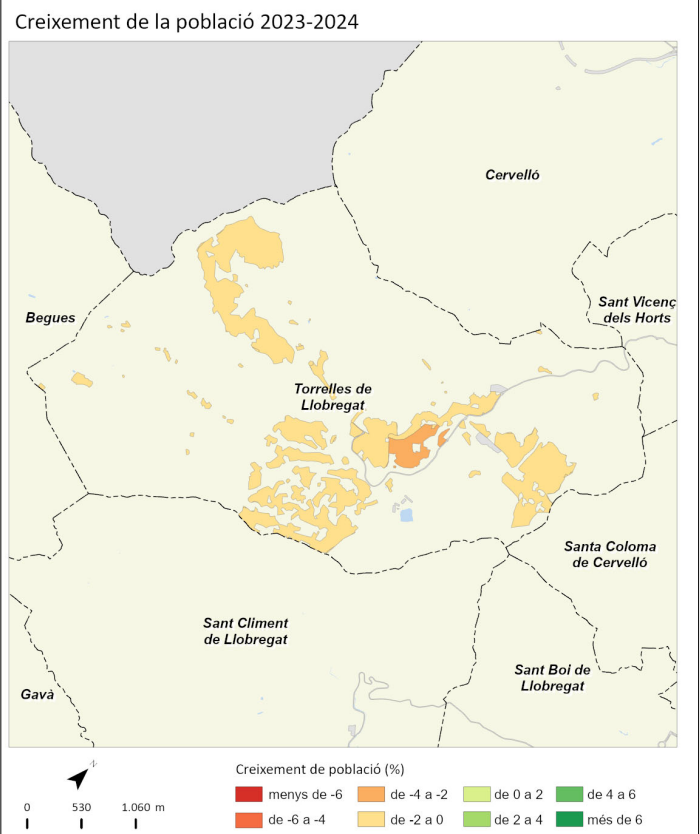 Creixement de la població 2023-2024
Cervelló
Sant Vicenç
dels Horts
Begues
Torrelles de
Llobregat
Santa Coloma
de Cervelló
Sant Climent
de Llobregat
Sant Boi de
Llobregat
Gavà
N
0 530 1.060 m
Creixement de població (%)
menys de -6
de -4 a -2
de 0 a 2
de 4 a 6
de -6 a -4
de -2 a 0
de 2 a 4
més de 6